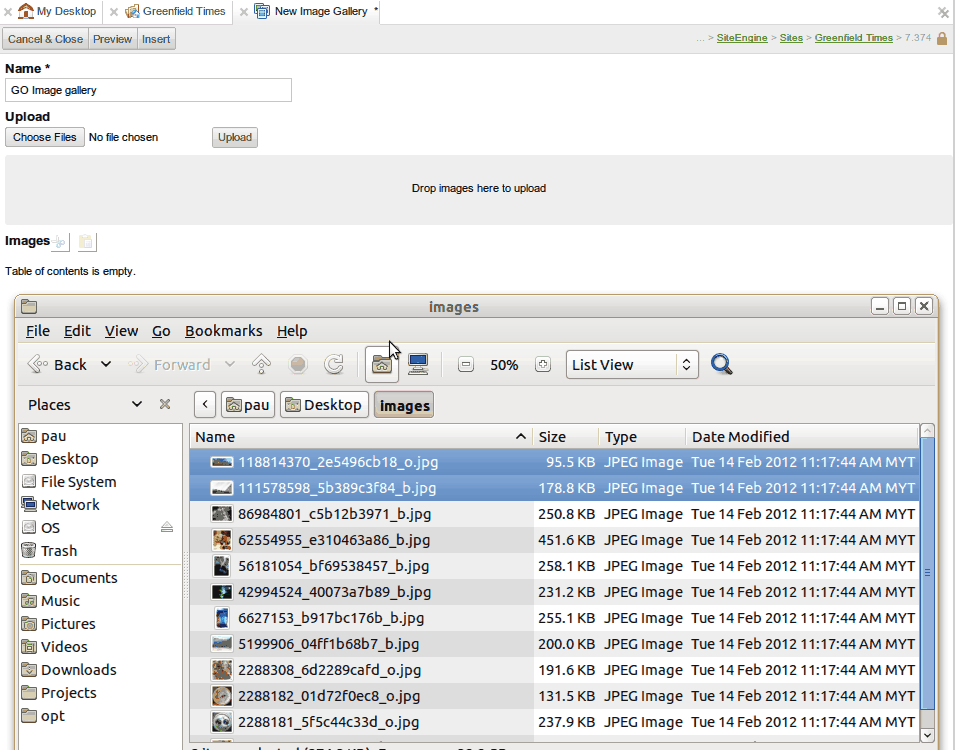 My Desktop Greenfield Times New Image Gallery *
Cancel & Close Preview Insert ... > SiteEngine > Sites > Greenfield Times > 7.374
Name *
GO Image gallery
Upload
Choose Files No file chosen Upload
Drop images here to upload
Images
Table of contents is empty.
images
File Edit View Go Bookmarks Help
Back Forward 50% List View
Places < pau Desktop images
Name Size Type Date Modified
pau
Desktop
File System
Network
OS
Trash
Documents
Music
Pictures
Videos
Downloads
Projects
opt
118814370_2e5496cb18_o.jpg 95.5 KB JPEG Image Tue 14 Feb 2012 11:17:44 AM MYT
111578598_5b389c3f84_b.jpg 178.8 KB JPEG Image Tue 14 Feb 2012 11:17:44 AM MYT
86984801_c5b12b3971_b.jpg 250.8 KB JPEG Image Tue 14 Feb 2012 11:17:44 AM MYT
62554955_e310463a86_b.jpg 451.6 KB JPEG Image Tue 14 Feb 2012 11:17:44 AM MYT
56181054_bf69538457_b.jpg 258.1 KB JPEG Image Tue 14 Feb 2012 11:17:44 AM MYT
42994524_40073a7b89_b.jpg 231.2 KB JPEG Image Tue 14 Feb 2012 11:17:44 AM MYT
6627153_b917bc176b_b.jpg 255.1 KB JPEG Image Tue 14 Feb 2012 11:17:44 AM MYT
5199906_04ff1b68b7_b.jpg 200.0 KB JPEG Image Tue 14 Feb 2012 11:17:44 AM MYT
2288308_6d2289cafd_o.jpg 191.6 KB JPEG Image Tue 14 Feb 2012 11:17:44 AM MYT
2288182_01d72f0ec8_o.jpg 131.5 KB JPEG Image Tue 14 Feb 2012 11:17:44 AM MYT
2288181_5f5c44c33d_o.jpg 237.9 KB JPEG Image Tue 14 Feb 2012 11:17:44 AM MYT